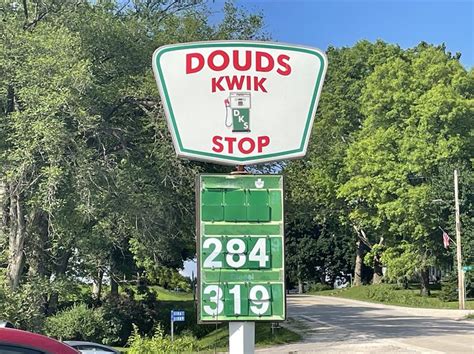 DOUDS
KWIK
DKS
STOP
284
319